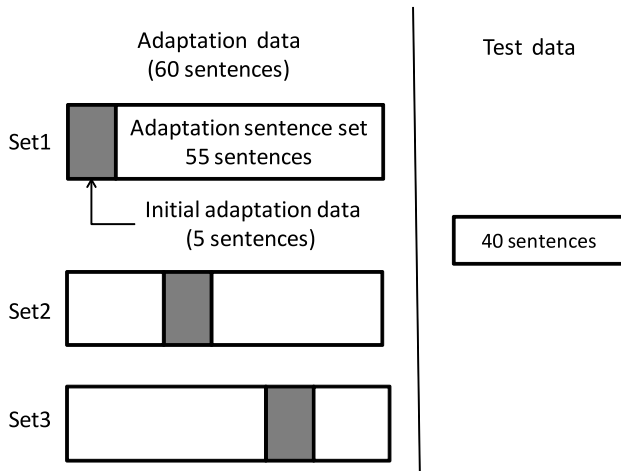 Adaptation data
(60 sentences)
Test data
Set1
Adaptation sentence set
55 sentences
Initial adaptation data
(5 sentences)
40 sentences
Set2
Set3